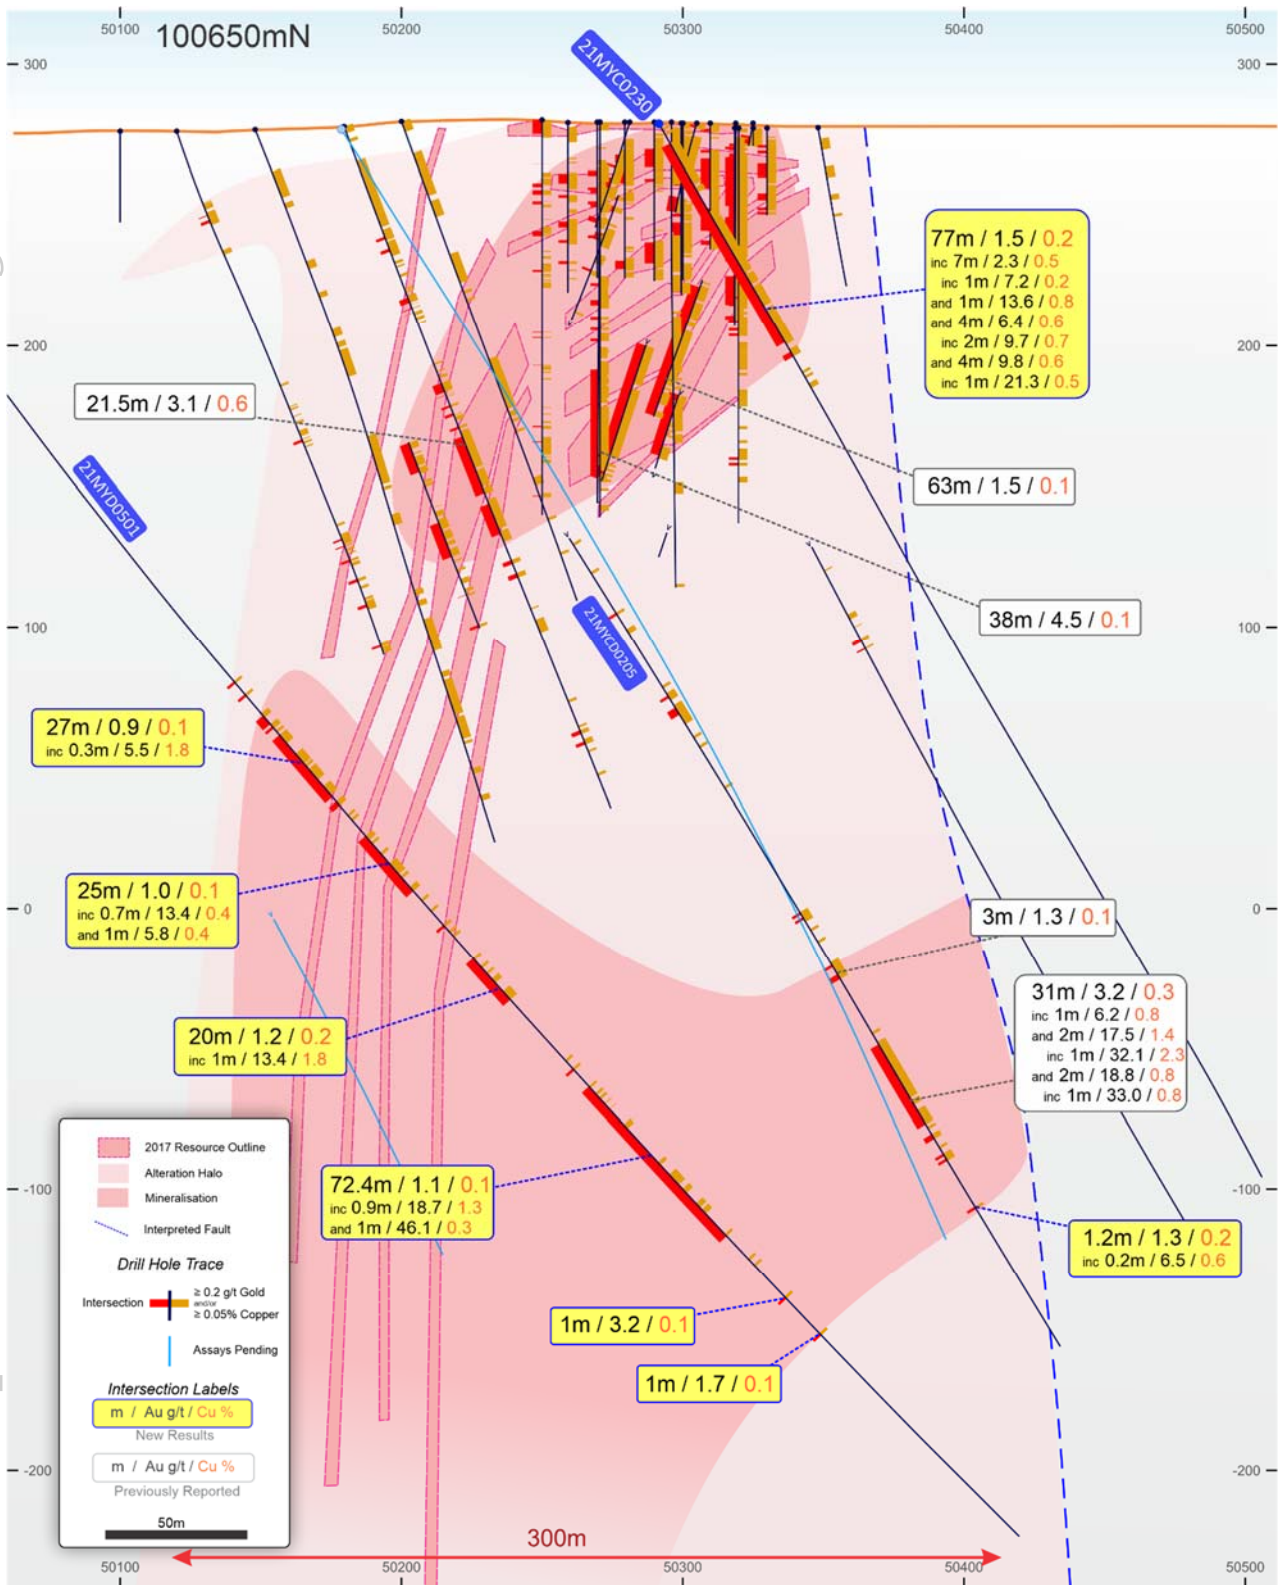 50100
50200
50300
50400
50500
100650mN
300
300
21MYC0230
77m / 1.5 / 0.2
inc 7m / 2.3 / 0.5
inc 1m / 7.2 / 0.2
and 1m / 13.6 / 0.8
and 4m / 6.4 / 0.6
inc 2m / 9.7 / 0.7
and 4m / 9.8 / 0.6
inc 1m / 21.3 / 0.5
200
200
21.5m / 3.1 / 0.6
21MYD0501
63m / 1.5 / 0.1
38m / 4.5 / 0.1
100
100
21MYCD0205
27m / 0.9 / 0.1
inc 0.3m / 5.5 / 1.8
25m / 1.0 / 0.1
inc 0.7m / 13.4 / 0.4
and 1m / 5.8 / 0.4
0
0
3m / 1.3 / 0.1
31m / 3.2 / 0.3
inc 1m / 6.2 / 0.8
and 2m / 17.5 / 1.4
inc 1m / 32.1 / 2.3
and 2m / 18.8 / 0.8
inc 1m / 33.0 / 0.8
20m / 1.2 / 0.2
inc 1m / 13.4 / 1.8
72.4m / 1.1 / 0.1
inc 0.9m / 18.7 / 1.3
and 1m / 46.1 / 0.3
-100
-100
1.2m / 1.3 / 0.2
inc 0.2m / 6.5 / 0.6
1m / 3.2 / 0.1
1m / 1.7 / 0.1
2017 Resource Outline
Alteration Halo
Mineralisation
Interpreted Fault
Drill Hole Trace
Intersection
≥ 0.2 g/t Gold
and/or
≥ 0.05% Copper
Assays Pending
Intersection Labels
m / Au g/t / Cu %
New Results
m / Au g/t / Cu %
Previously Reported
50m
-200
-200
300m
50100
50200
50300
50400
50500